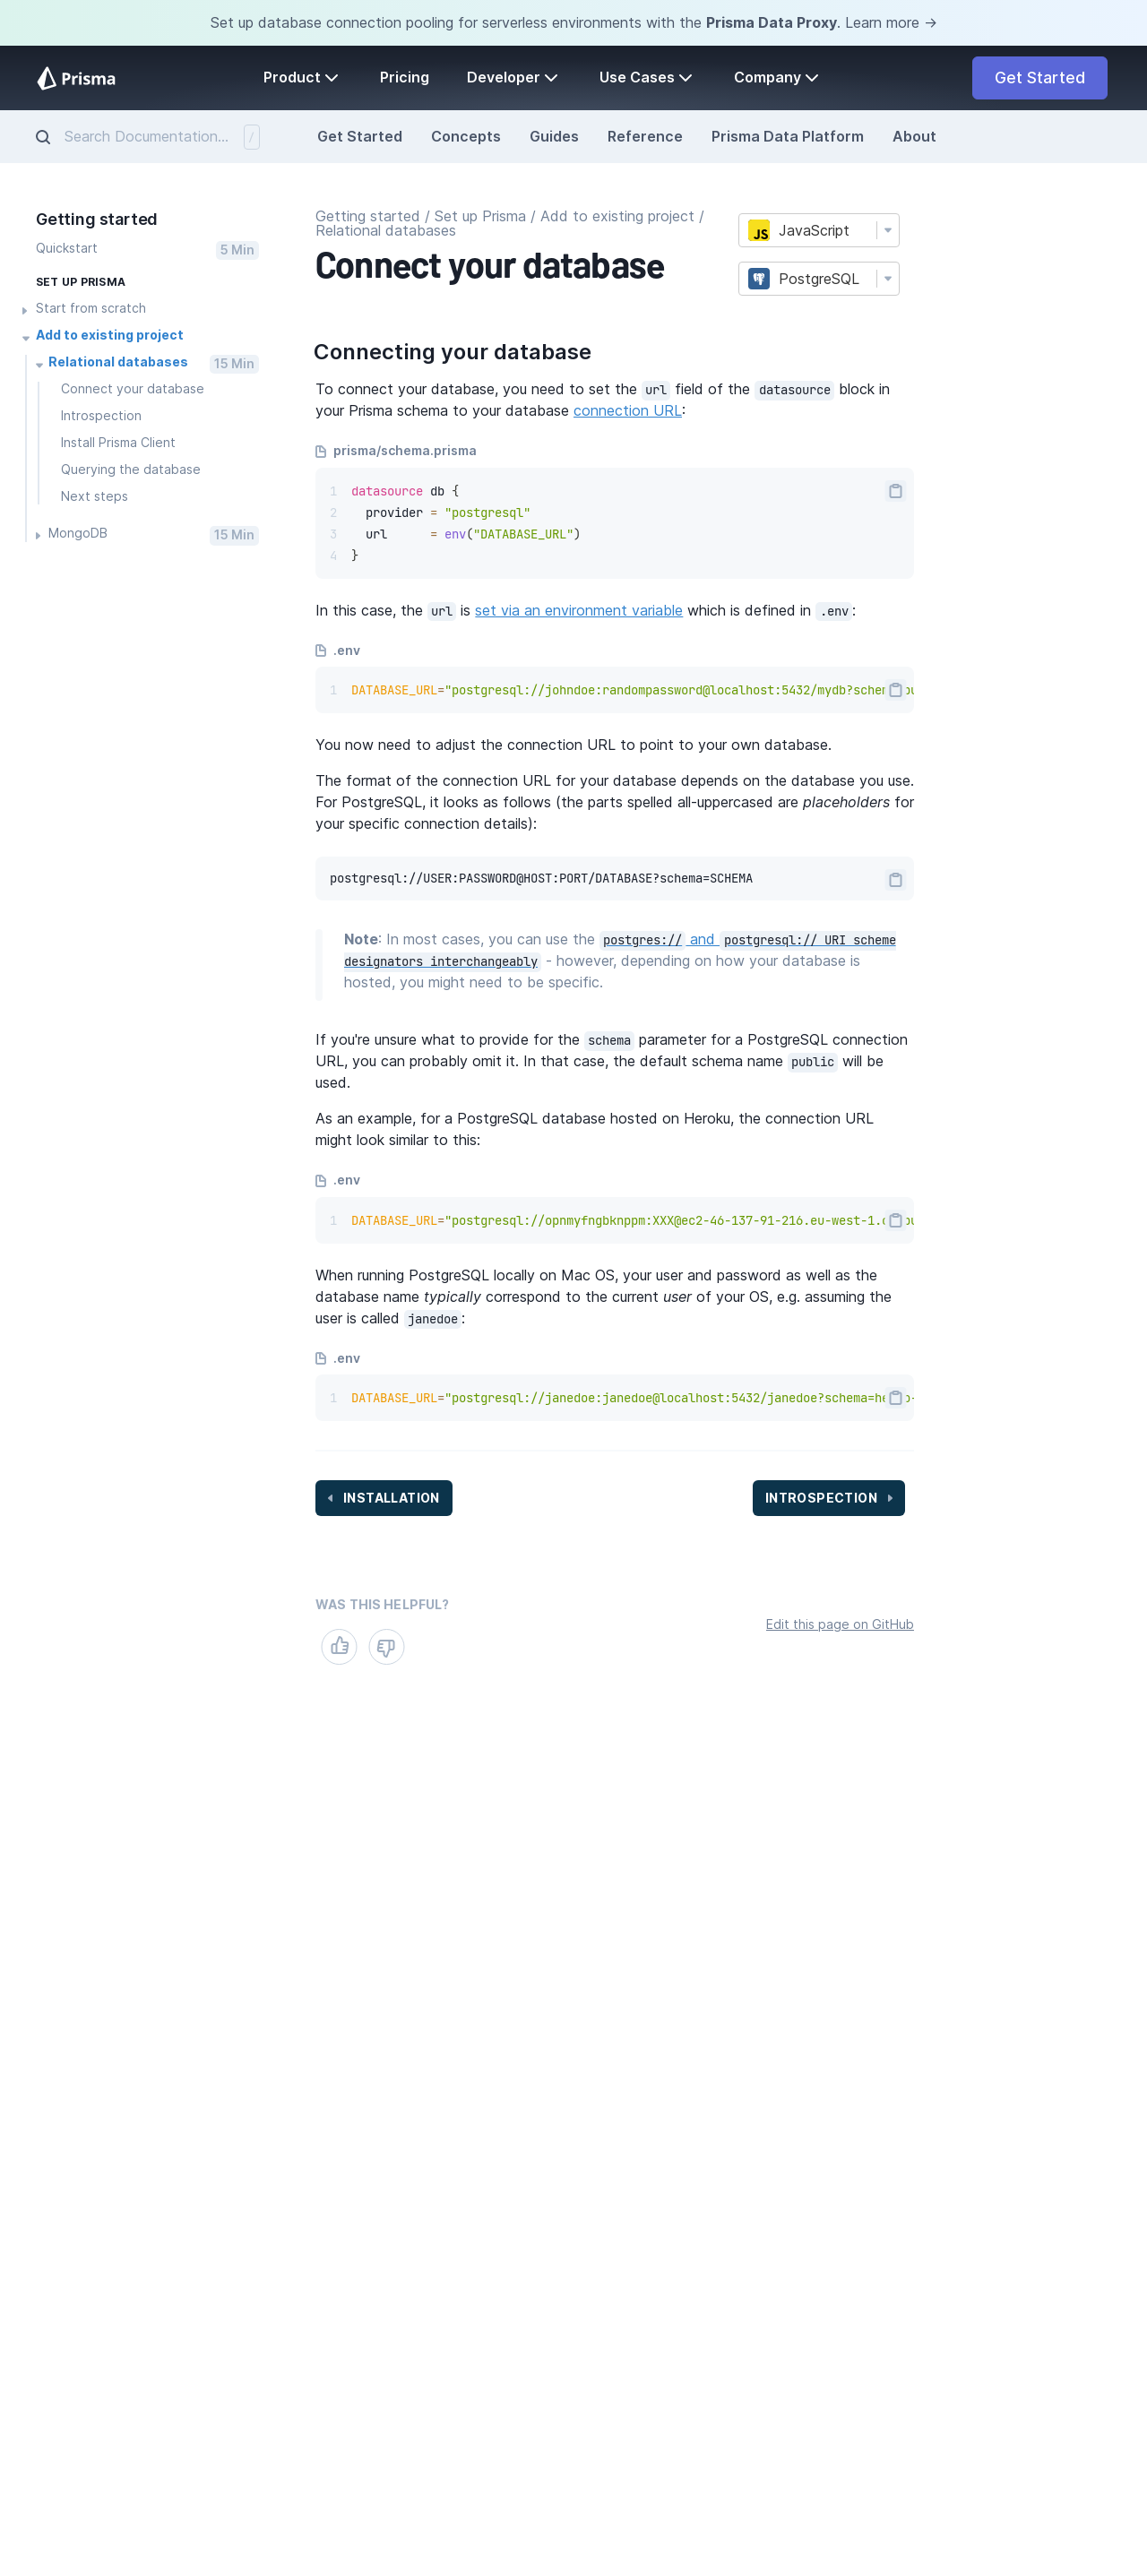 Set up database connection pooling for serverless environments with the Prisma Data Proxy. Learn more →
Prisma
Product
Pricing
Developer
Use Cases
Company
Get Started
Search Documentation...
/
Get Started
Concepts
Guides
Reference
Prisma Data Platform
About
Getting started
Quickstart
5 Min
SET UP PRISMA
Start from scratch
Add to existing project
Relational databases
15 Min
Connect your database
Introspection
Install Prisma Client
Querying the database
Next steps
MongoDB
15 Min
Getting started / Set up Prisma / Add to existing project /
Relational databases
Connect your database
JS JavaScript
PostgreSQL
Connecting your database
To connect your database, you need to set the url field of the datasource block in
your Prisma schema to your database connection URL:
prisma/schema.prisma
1 datasource db {
2   provider = "postgresql"
3   url      = env("DATABASE_URL")
4 }
In this case, the url is set via an environment variable which is defined in .env:
.env
1 DATABASE_URL="postgresql://johndoe:randompassword@localhost:5432/mydb?schem
You now need to adjust the connection URL to point to your own database.
The format of the connection URL for your database depends on the database you use.
For PostgreSQL, it looks as follows (the parts spelled all-uppercased are placeholders for
your specific connection details):
postgresql://USER:PASSWORD@HOST:PORT/DATABASE?schema=SCHEMA
Note: In most cases, you can use the postgres:// and postgresql:// URI scheme
designators interchangeably - however, depending on how your database is
hosted, you might need to be specific.
If you're unsure what to provide for the schema parameter for a PostgreSQL connection
URL, you can probably omit it. In that case, the default schema name public will be
used.
As an example, for a PostgreSQL database hosted on Heroku, the connection URL
might look similar to this:
.env
1 DATABASE_URL="postgresql://opnmyfngbknppm:XXX@ec2-46-137-91-216.eu-west-1.
When running PostgreSQL locally on Mac OS, your user and password as well as the
database name typically correspond to the current user of your OS, e.g. assuming the
user is called janedoe:
.env
1 DATABASE_URL="postgresql://janedoe:janedoe@localhost:5432/janedoe?schema=he
INSTALLATION
INTROSPECTION
WAS THIS HELPFUL?
Edit this page on GitHub